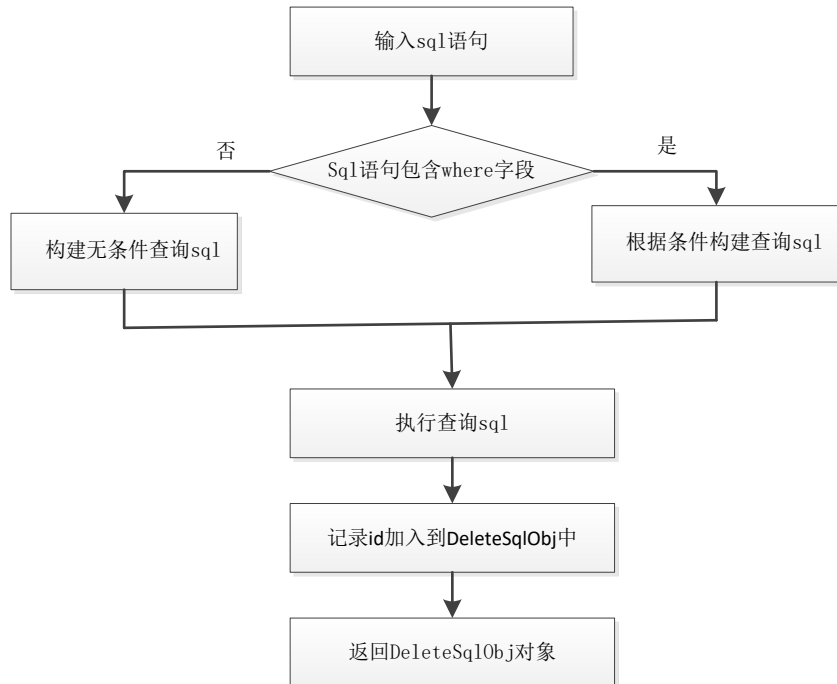 输入sql语句
Sql语句包含where字段
否
是
构建无条件查询sql
根据条件构建查询sql
执行查询sql
记录id加入到DeleteSqlObj中
返回DeleteSqlObj对象